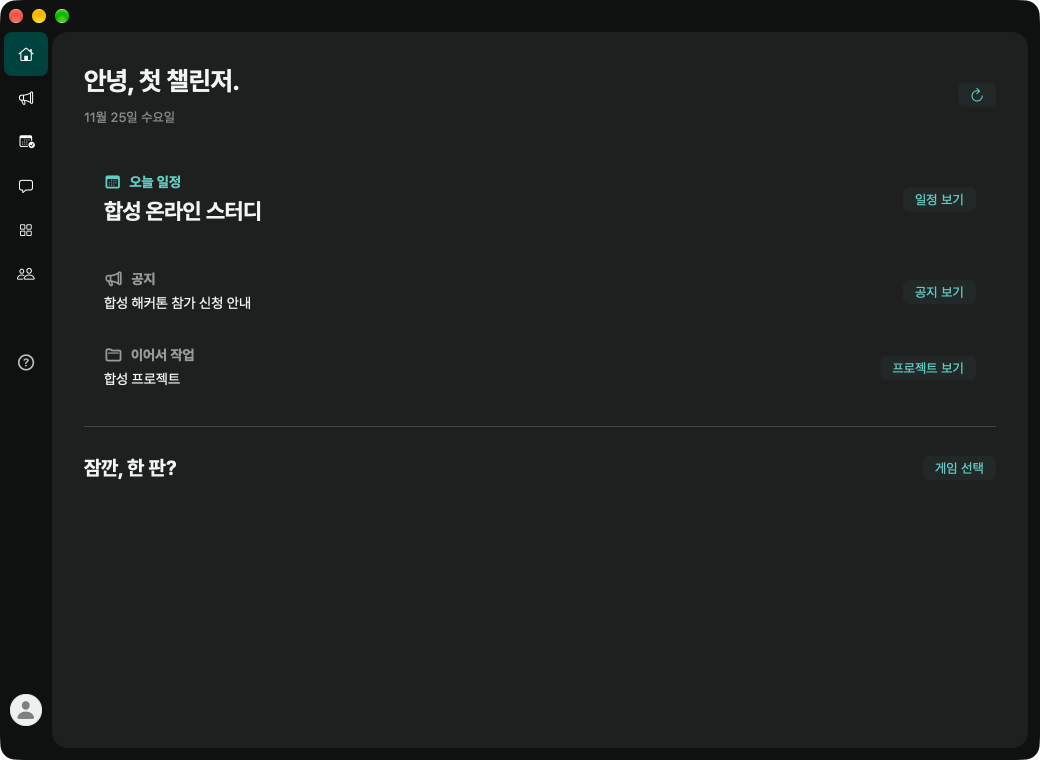 안녕, 첫 챌린저.
11월 25일 수요일
오늘 일정
합성 온라인 스터디
일정 보기
공지
합성 해커톤 참가 신청 안내
공지 보기
이어서 작업
합성 프로젝트
프로젝트 보기
잠깐, 한 판?
게임 선택